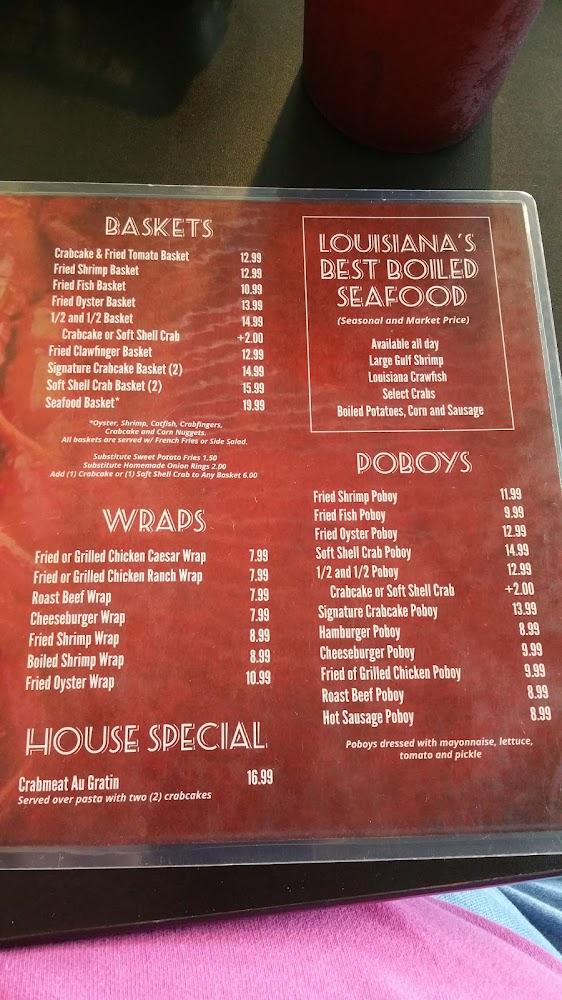 BASKETS
Crabcake & Fried Tomato Basket 12.99
Fried Shrimp Basket 12.99
Fried Fish Basket 10.99
Fried Oyster Basket 13.99
1/2 and 1/2 Basket 14.99
Crabcake or Soft Shell Crab +2.00
Fried Clawfinger Basket 12.99
Signature Crabcake Basket (2) 14.99
Soft Shell Crab Basket (2) 15.99
Seafood Basket* 19.99
*Oyster, Shrimp, Catfish, Crabfingers,
Crabcake and Corn Nuggets.
All baskets are served w/ French Fries or Side Salad.
Substitute Sweet Potato Fries 1.50
Substitute Homemade Onion Rings 2.00
Add (1) Crabcake or (1) Soft Shell Crab to Any Basket 6.00
WRAPS
Fried or Grilled Chicken Caesar Wrap 7.99
Fried or Grilled Chicken Ranch Wrap 7.99
Roast Beef Wrap 7.99
Cheeseburger Wrap 7.99
Fried Shrimp Wrap 8.99
Boiled Shrimp Wrap 8.99
Fried Oyster Wrap 10.99
HOUSE SPECIAL
Crabmeat Au Gratin 16.99
Served over pasta with two (2) crabcakes
LOUISIANA'S
BEST BOILED
SEAFOOD
(Seasonal and Market Price)
Available all day
Large Gulf Shrimp
Louisiana Crawfish
Select Crabs
Boiled Potatoes, Corn and Sausage
POBOYS
Fried Shrimp Poboy 11.99
Fried Fish Poboy 9.99
Fried Oyster Poboy 12.99
Soft Shell Crab Poboy 14.99
1/2 and 1/2 Poboy 12.99
Crabcake or Soft Shell Crab +2.00
Signature Crabcake Poboy 13.99
Hamburger Poboy 8.99
Cheeseburger Poboy 9.99
Fried of Grilled Chicken Poboy 9.99
Roast Beef Poboy 8.99
Hot Sausage Poboy 8.99
Poboys dressed with mayonnaise, lettuce,
tomato and pickle